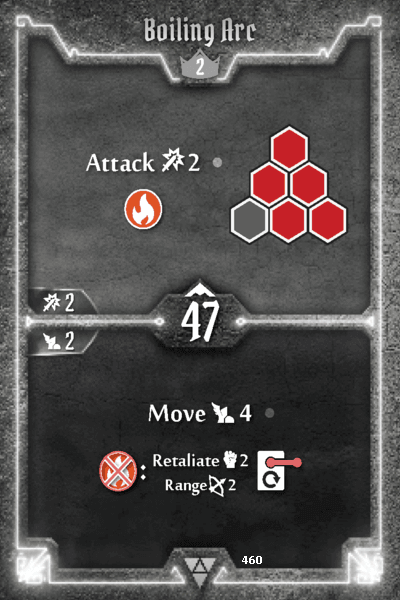 Boiling Arc
2
Attack 2
2
47
2
Move 4
: Retaliate 2
Range 2
460